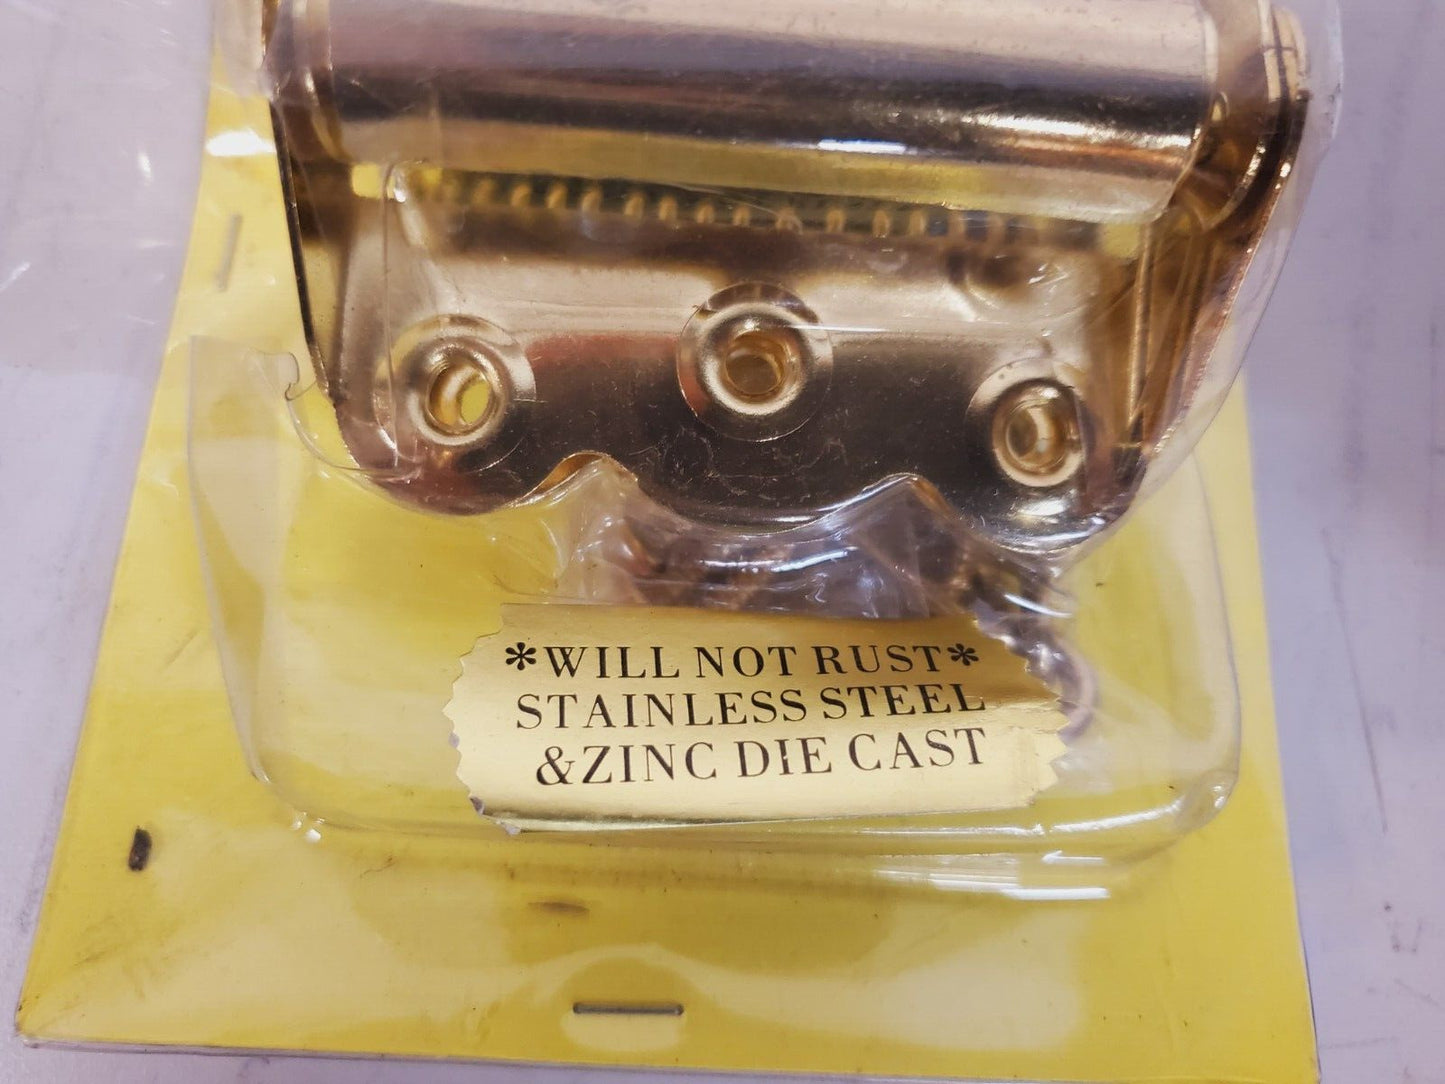 *WILL NOT RUST*
STAINLESS STEEL
&ZINC DIE CAST